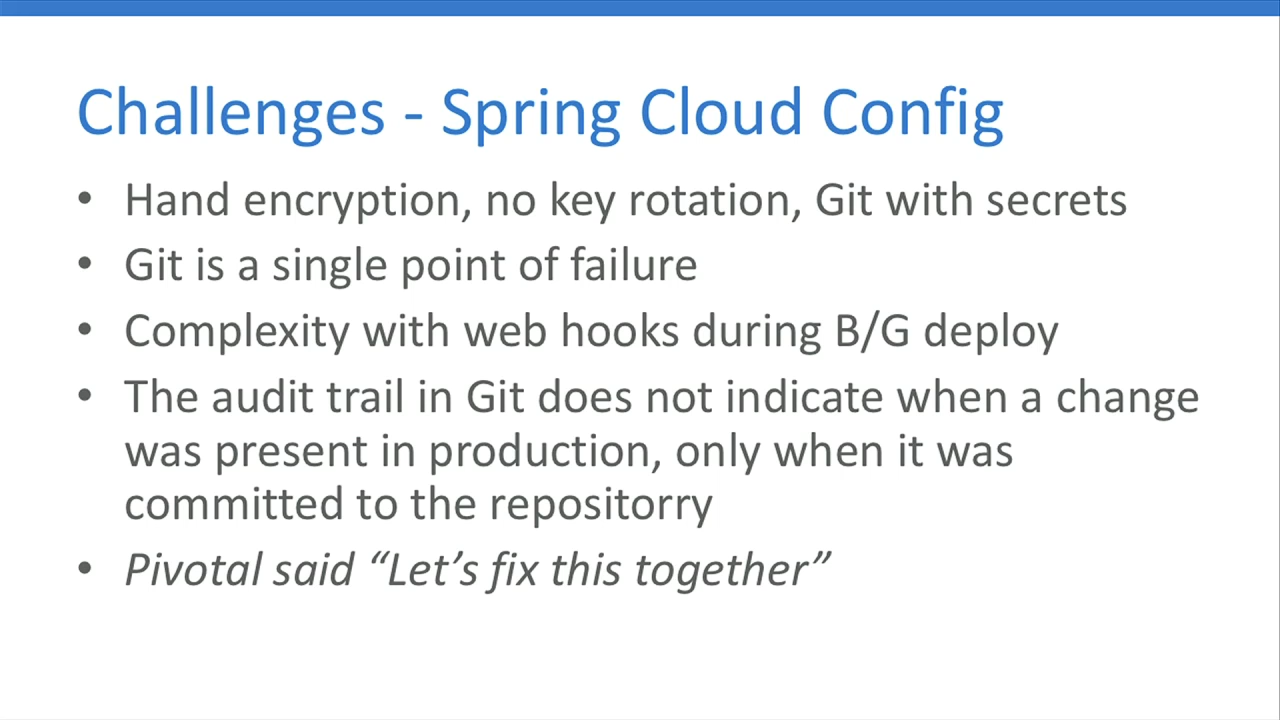 Challenges - Spring Cloud Config
• Hand encryption, no key rotation, Git with secrets
• Git is a single point of failure
• Complexity with web hooks during B/G deploy
• The audit trail in Git does not indicate when a change
was present in production, only when it was
committed to the repositorry
• Pivotal said “Let’s fix this together”